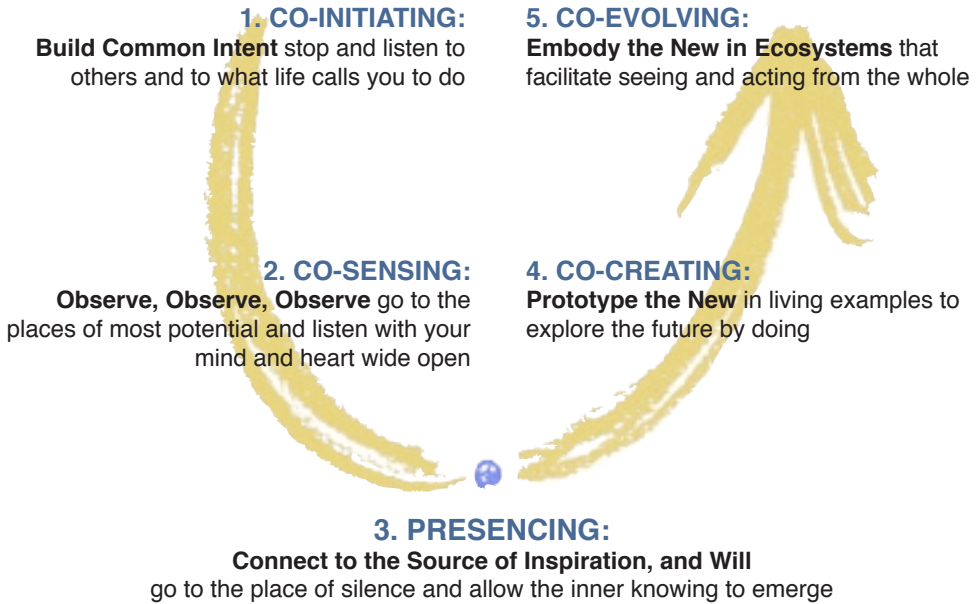 1. CO-INITIATING:
Build Common Intent stop and listen to
others and to what life calls you to do
2. CO-SENSING:
Observe, Observe, Observe go to the
places of most potential and listen with your
mind and heart wide open
3. PRESENCING:
Connect to the Source of Inspiration, and Will
go to the place of silence and allow the inner knowing to emerge
4. CO-CREATING:
Prototype the New in living examples to
explore the future by doing
5. CO-EVOLVING:
Embody the New in Ecosystems that
facilitate seeing and acting from the whole